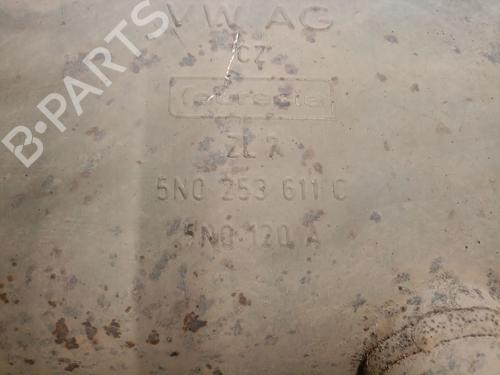 VW AG
CZ
faurecia
ZL 7
5N0 253 611 C
5N0 120 A
B-PARTS